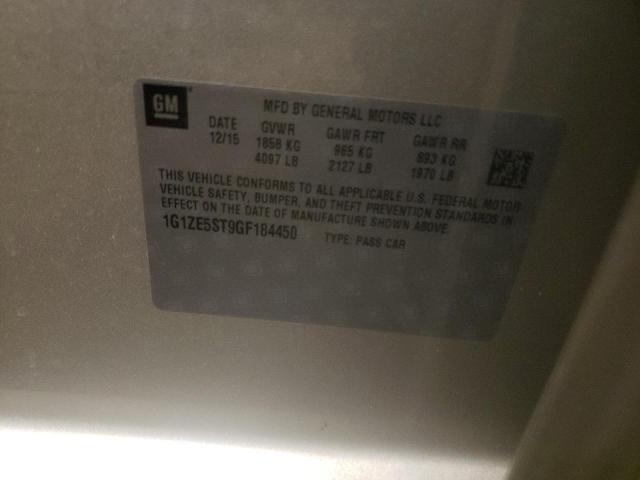 GM
MFD BY GENERAL MOTORS LLC
DATE GVWR GAWR FRT GAWR RR
12/15 1858 KG 965 KG 893 KG
4097 LB 2127 LB 1970 LB
THIS VEHICLE CONFORMS TO ALL APPLICABLE U.S. FEDERAL MOTOR
VEHICLE SAFETY, BUMPER, AND THEFT PREVENTION STANDARDS IN
EFFECT ON THE DATE OF MANUFACTURE SHOWN ABOVE.
1G1ZE5ST9GF184450 TYPE: PASS CAR